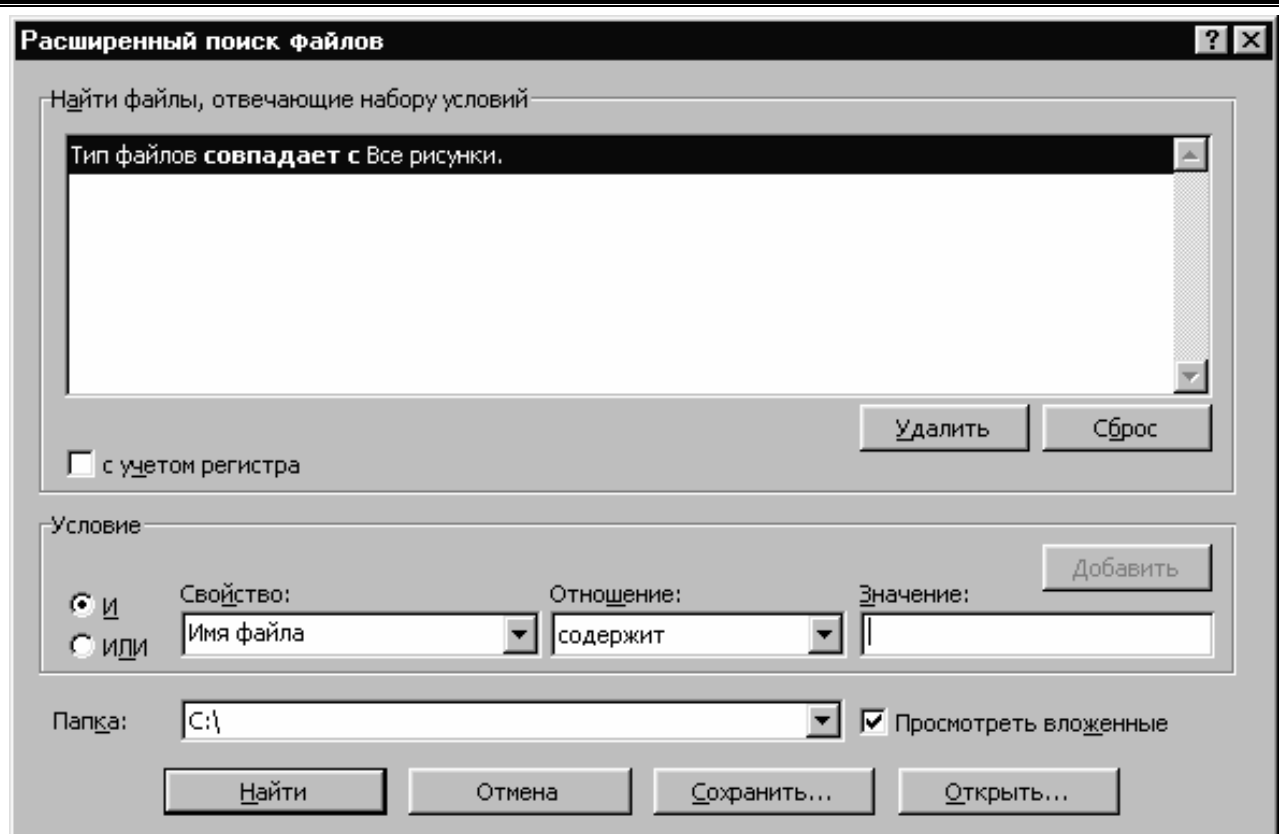 Расширенный поиск файлов
Найти файлы, отвечающие набору условий
Тип файлов совпадает с Все рисунки.
Удалить Сброс
с учетом регистра
Условие
Добавить
И Свойство: Отношение: Значение:
ИЛИ Имя файла содержит
Папка: C:\ Просмотреть вложенные
Найти Отмена Сохранить... Открыть...